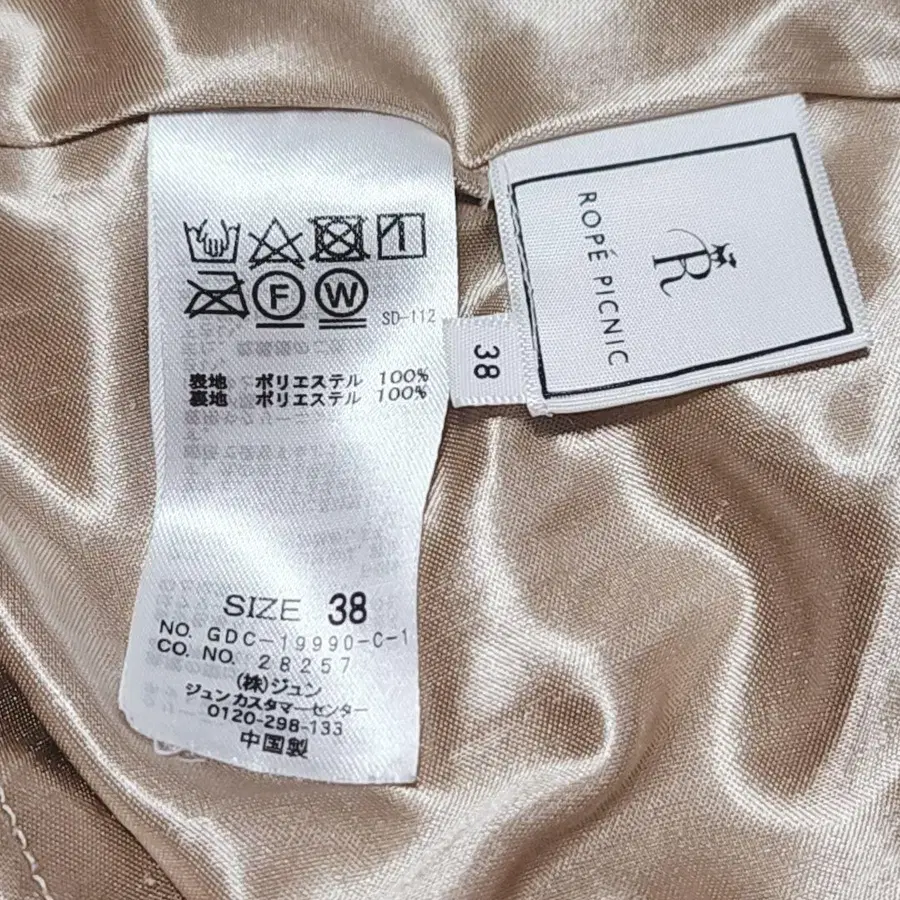 F W
SD-112
表地 ポリエステル 100%
裏地 ポリエステル 100%
SIZE 38
NO. GDC-19990-C-1
CO. NO. 28257
(株)ジュン
ジュンカスタマーセンター
0120-298-133
中国製
38
R
ROPÉ PICNIC